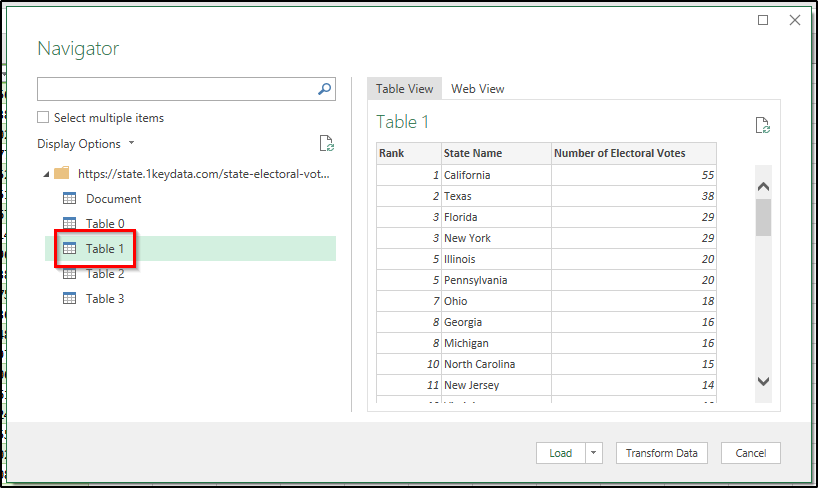 Navigator
Select multiple items
Display Options
https://state.1keydata.com/state-electoral-vot...
Document
Table 0
Table 1
Table 2
Table 3
Table View Web View
Table 1
Rank State Name Number of Electoral Votes
1 California 55
2 Texas 38
3 Florida 29
3 New York 29
5 Illinois 20
5 Pennsylvania 20
7 Ohio 18
8 Georgia 16
8 Michigan 16
10 North Carolina 15
11 New Jersey 14
Load Transform Data Cancel